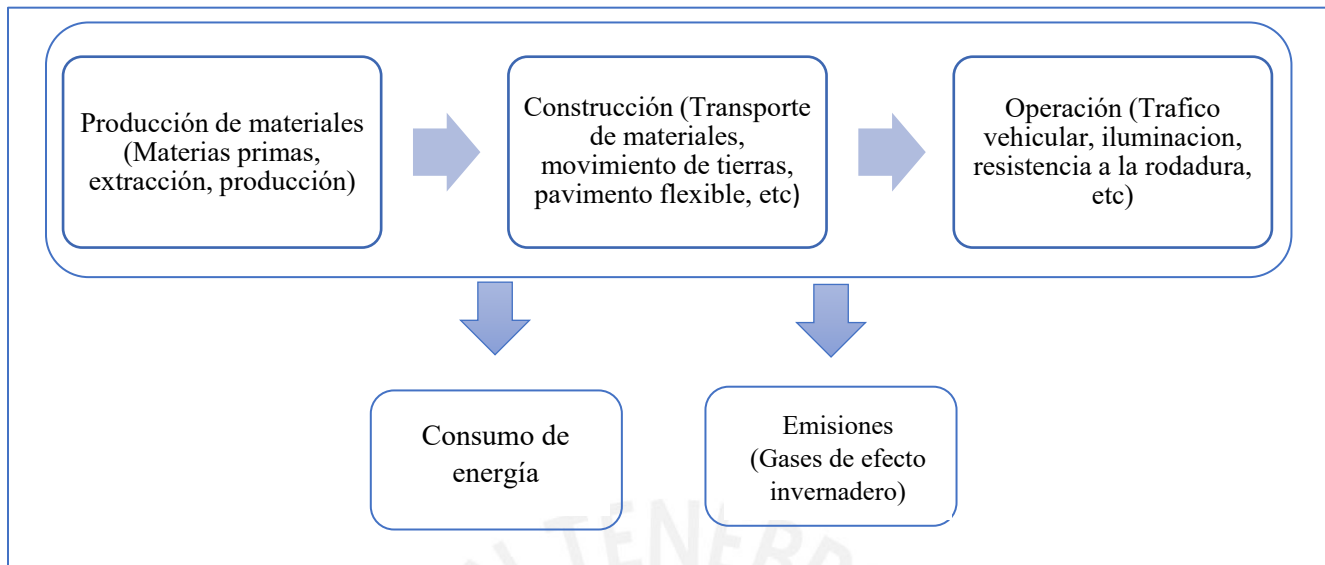 Producción de materiales
(Materias primas,
extracción, producción)
Construcción (Transporte
de materiales,
movimiento de tierras,
pavimento flexible, etc)
Operación (Trafico
vehicular, iluminacion,
resistencia a la rodadura,
etc)
Consumo de
energía
Emisiones
(Gases de efecto
invernadero)
TENE